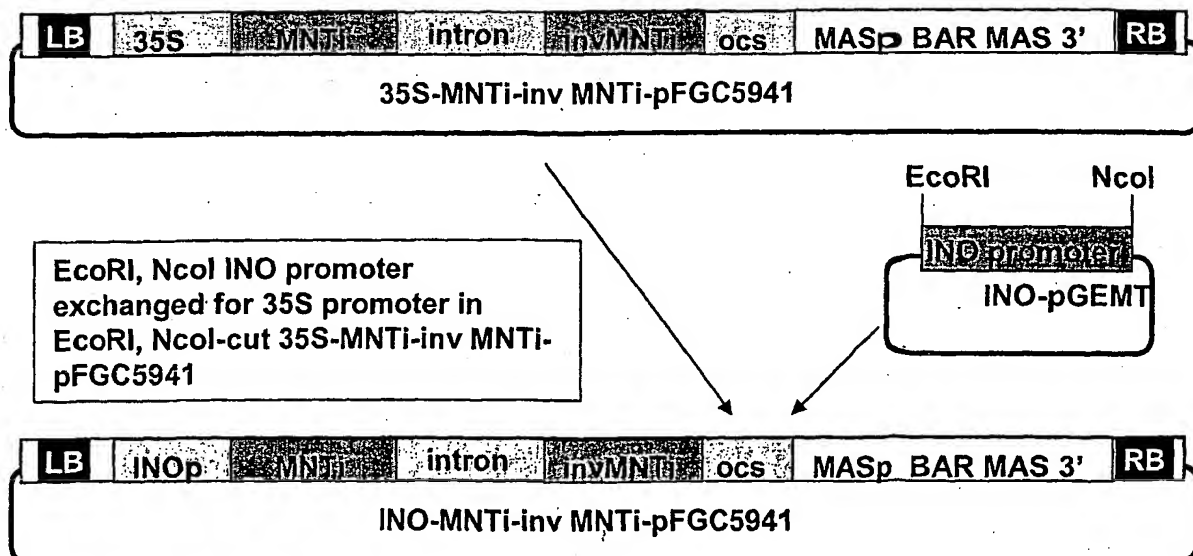 LB 35S MNTi intron invMNTi ocs MASp BAR MAS 3' RB
35S-MNTi-inv MNTi-pFGC5941
EcoRI NcoI
INO promoter
INO-pGEMT
EcoRI, NcoI INO promoter
exchanged for 35S promoter in
EcoRI, NcoI-cut 35S-MNTi-inv MNTi-
pFGC5941
LB INOp MNTi intron invMNTi ocs MASp BAR MAS 3' RB
INO-MNTi-inv MNTi-pFGC5941